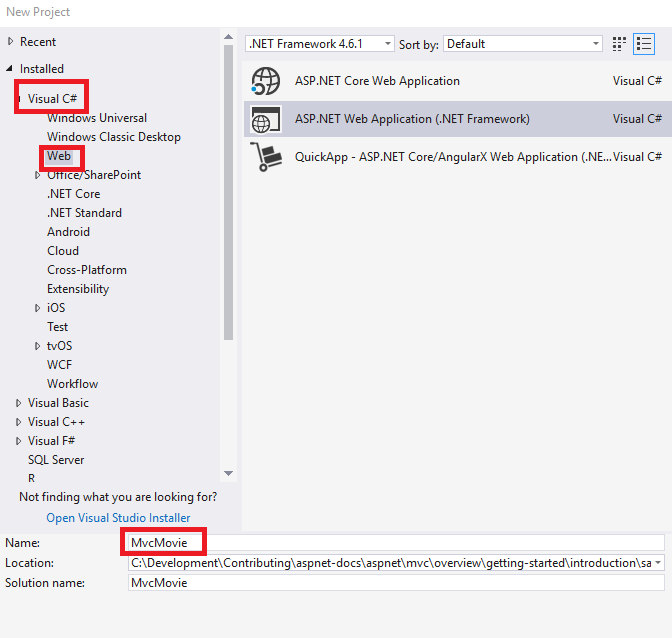 New Project
Recent
Installed
Visual C#
Windows Universal
Windows Classic Desktop
Web
Office/SharePoint
.NET Core
.NET Standard
Android
Cloud
Cross-Platform
Extensibility
iOS
Test
tvOS
WCF
Workflow
Visual Basic
Visual C++
Visual F#
SQL Server
R
Not finding what you are looking for?
Open Visual Studio Installer
.NET Framework 4.6.1 Sort by: Default
ASP.NET Core Web Application Visual C#
ASP.NET Web Application (.NET Framework) Visual C#
QuickApp - ASP.NET Core/AngularX Web Application (.NE... Visual C#
Name: MvcMovie
Location: C:\Development\Contributing\aspnet-docs\aspnet\mvc\overview\getting-started\introduction\sa
Solution name: MvcMovie